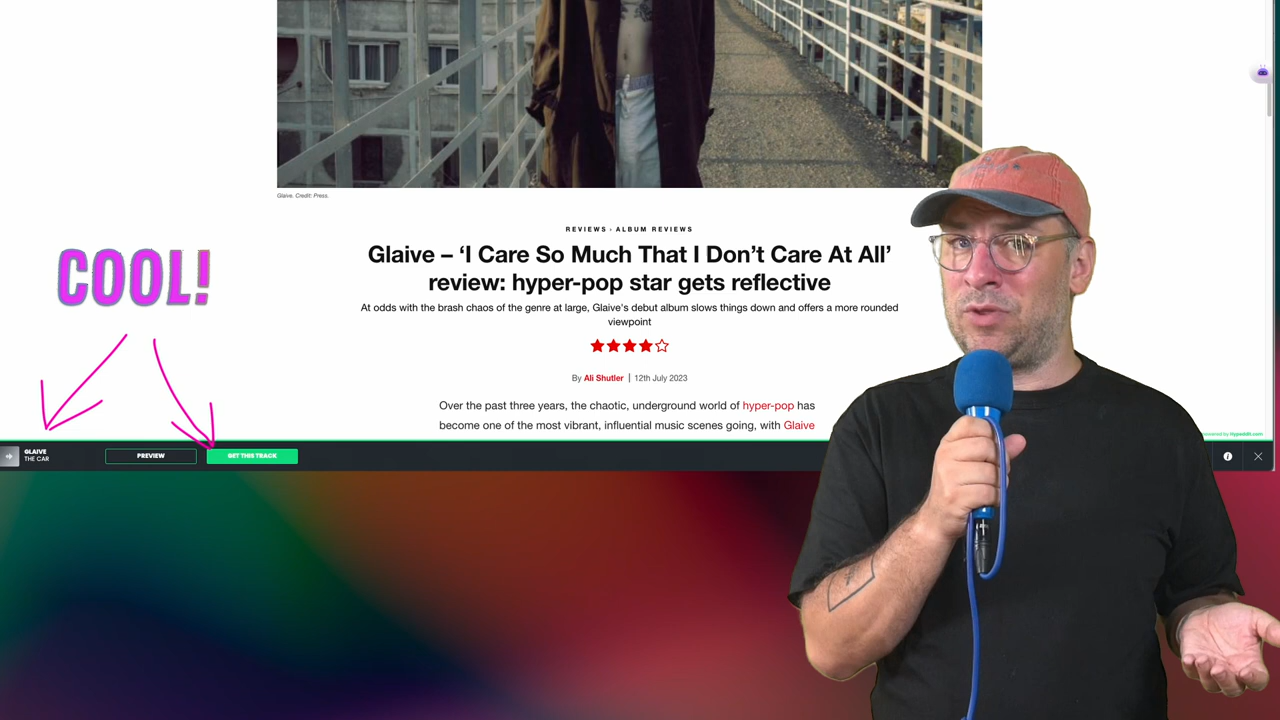 Glaive. Credit: Press.
REVIEWS › ALBUM REVIEWS
Glaive – ‘I Care So Much That I Don’t Care At All’
review: hyper-pop star gets reflective
At odds with the brash chaos of the genre at large, Glaive's debut album slows things down and offers a more rounded
viewpoint
By Ali Shutler | 12th July 2023
Over the past three years, the chaotic, underground world of hyper-pop has
become one of the most vibrant, influential music scenes going, with Glaive
COOL!
powered by Hypeddit.com
GLAIVE
THE CAR
PREVIEW
GET THIS TRACK